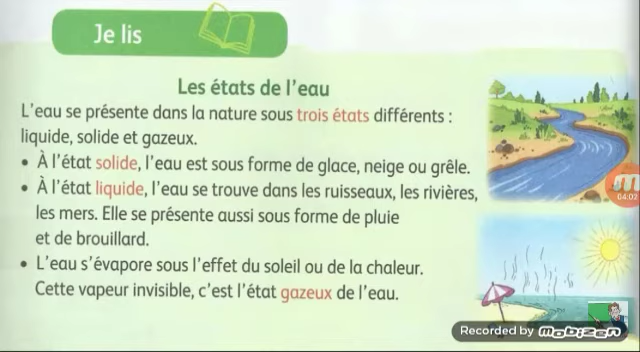 Je lis
Les états de l'eau
L'eau se présente dans la nature sous trois états différents :
liquide, solide et gazeux.
• À l'état solide, l'eau est sous forme de glace, neige ou grêle.
• À l'état liquide, l'eau se trouve dans les ruisseaux, les rivières,
les mers. Elle se présente aussi sous forme de pluie
et de brouillard.
• L'eau s'évapore sous l'effet du soleil ou de la chaleur.
Cette vapeur invisible, c'est l'état gazeux de l'eau.
04:02
Recorded by mobizen